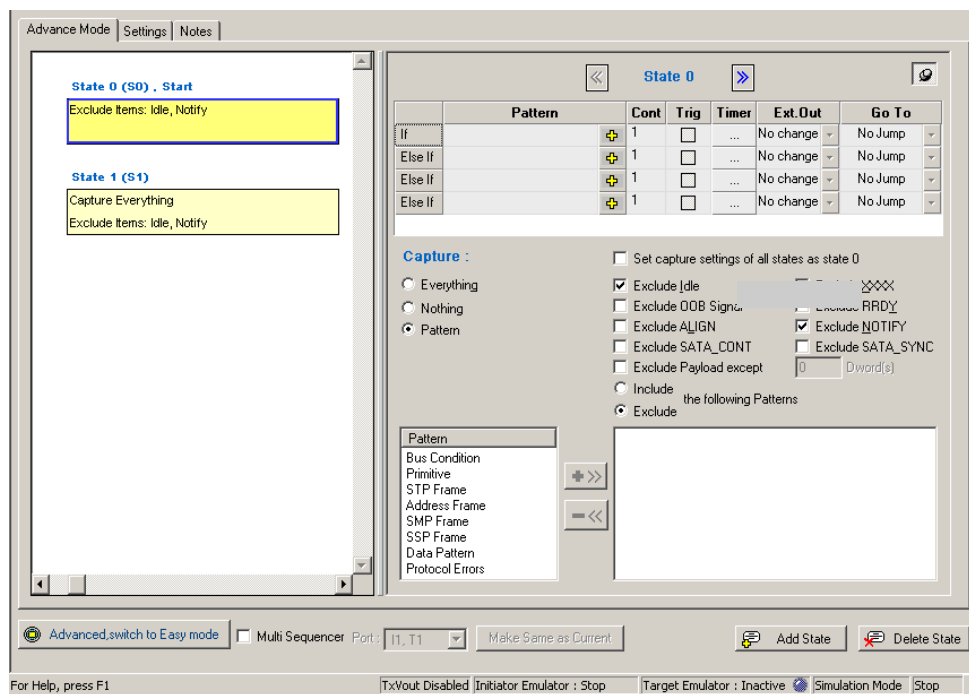 Advance Mode Settings Notes
State 0 (S0) , Start
Exclude Items: Idle, Notify
State 1 (S1)
Capture Everything
Exclude Items: Idle, Notify
State 0
Pattern Cont Trig Timer Ext.Out Go To
If 1 ... No change No Jump
Else If 1 ... No change No Jump
Else If 1 ... No change No Jump
Else If 1 ... No change No Jump
Capture :
Everything
Nothing
Pattern
Set capture settings of all states as state 0
Exclude Idle XXXX
Exclude OOB Signal RRDY
Exclude ALIGN Exclude NOTIFY
Exclude SATA_CONT Exclude SATA_SYNC
Exclude Payload except 0 Dword(s)
Include
the following Patterns
Exclude
Pattern
Bus Condition
Primitive
STP Frame
Address Frame
SMP Frame
SSP Frame
Data Pattern
Protocol Errors
Advanced,switch to Easy mode Multi Sequencer Port : I1, T1 Make Same as Current Add State Delete State
For Help, press F1 TxVout Disabled Initiator Emulator : Stop Target Emulator : Inactive Simulation Mode Stop